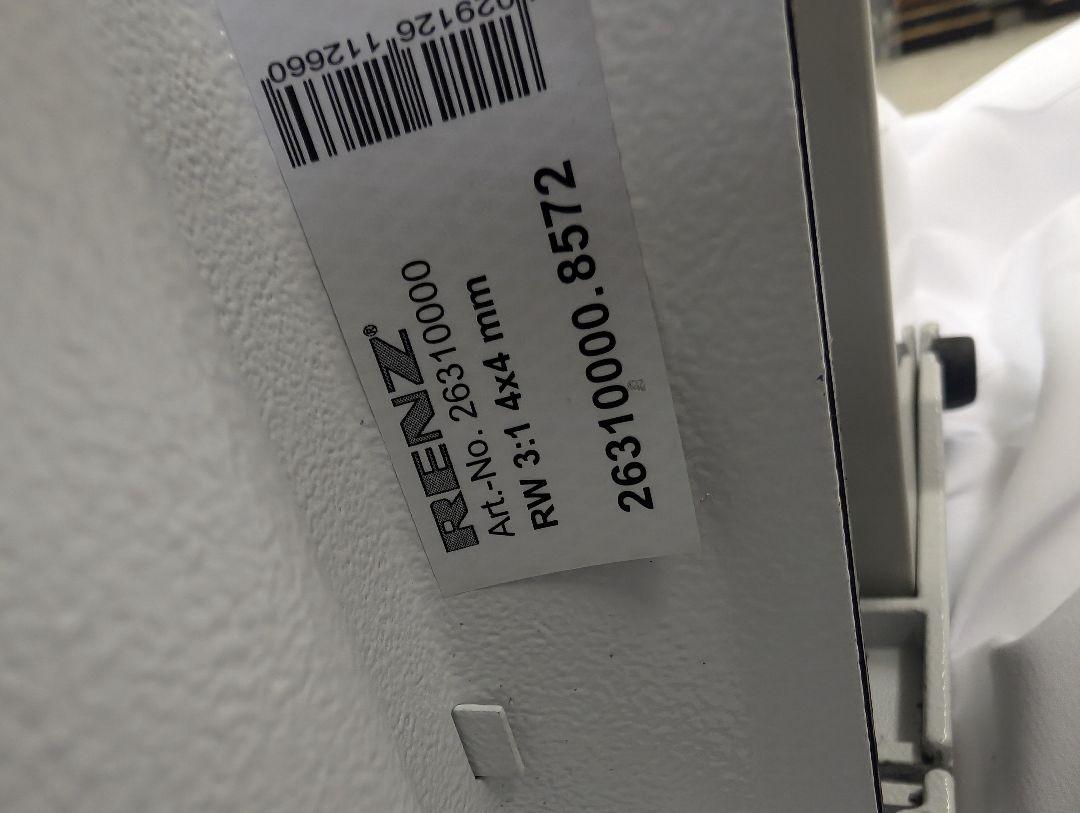 RENZ®
Art.-No. 26310000
RW 3:1 4x4 mm
26310000.8572
029126 112660